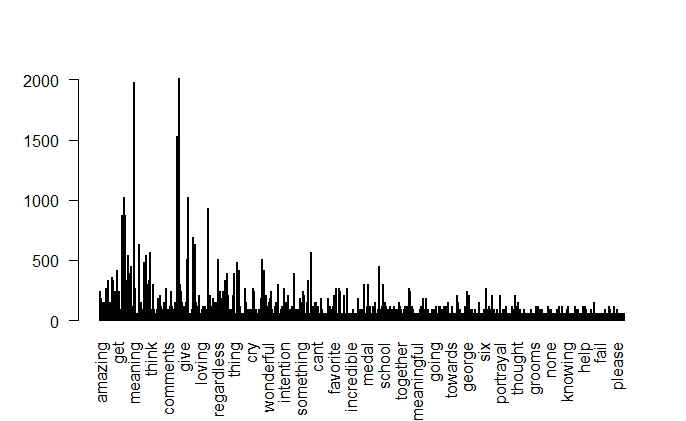 2000
1500
1000
500
0
amazing
get
meaning
think
comments
give
loving
regardless
thing
cry
wonderful
intention
something
cant
favorite
incredible
medal
school
together
meaningful
going
towards
george
six
portrayal
thought
grooms
none
knowing
help
fail
please